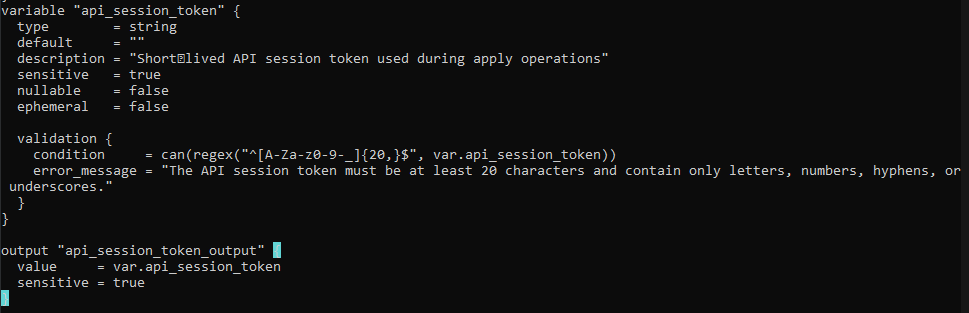 variable "api_session_token" {
  type        = string
  default     = ""
  description = "Short▯lived API session token used during apply operations"
  sensitive   = true
  nullable    = false
  ephemeral   = false

  validation {
    condition     = can(regex("^[A-Za-z0-9-_]{20,}$", var.api_session_token))
    error_message = "The API session token must be at least 20 characters and contain only letters, numbers, hyphens, or
 underscores."
  }
}

output "api_session_token_output" {
  value     = var.api_session_token
  sensitive = true
}